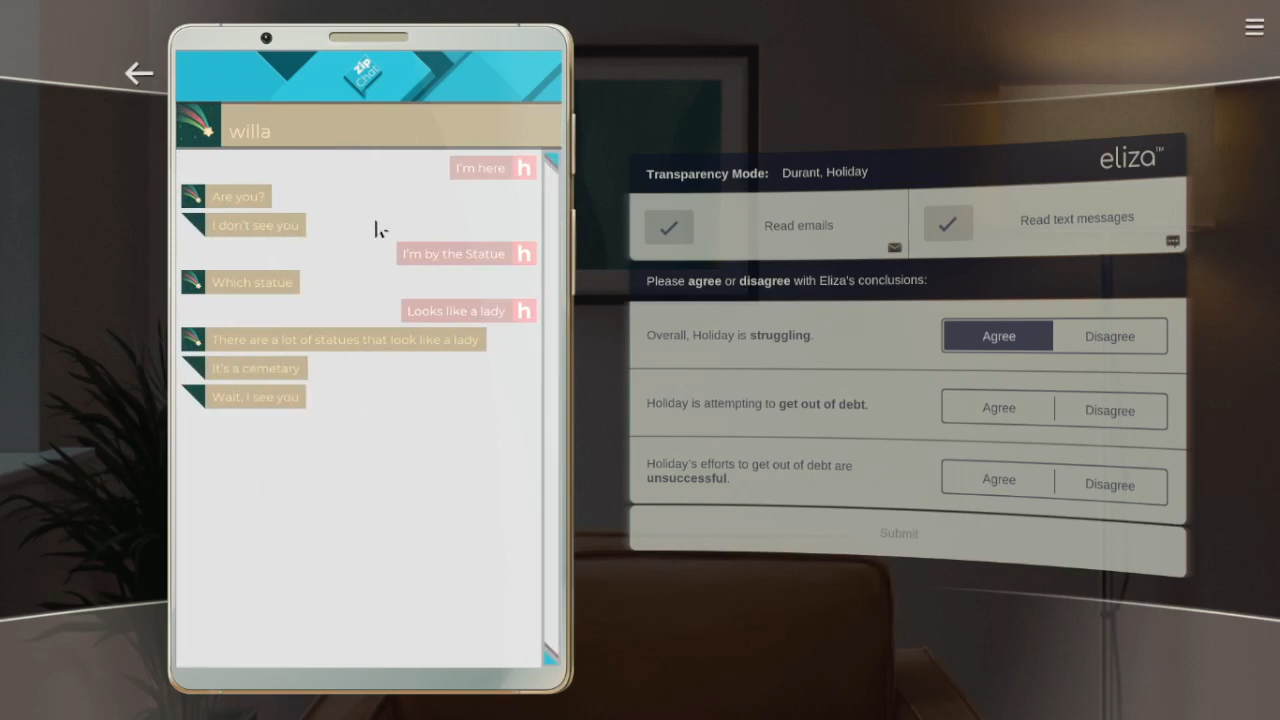 zip
Chat
willa
I'm here h
Are you?
I don't see you
I'm by the Statue h
Which statue
Looks like a lady h
There are a lot of statues that look like a lady
It's a cemetary
Wait, I see you
eliza™
Transparency Mode: Durant, Holiday
Read emails
Read text messages
Please agree or disagree with Eliza's conclusions:
Overall, Holiday is struggling.
Agree Disagree
Holiday is attempting to get out of debt.
Agree Disagree
Holiday's efforts to get out of debt are
unsuccessful.
Agree Disagree
Submit